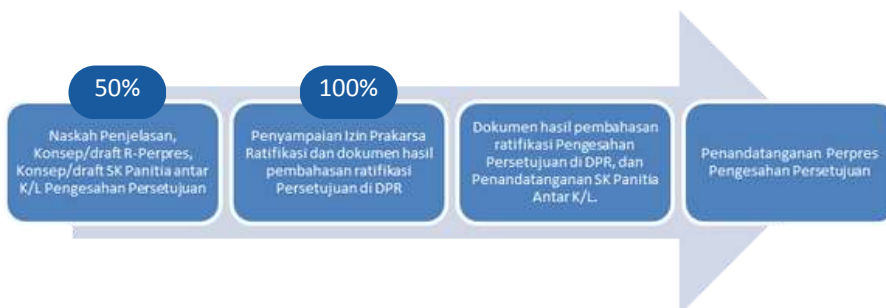 50%
100%
Naskah Penjelasan,
Konsep/draft R-Perpres,
Konsep/draft SK Panitia antar
K/L Pengesahan Persetujuan
Penyampaian Izin Prakarsa
Ratifikasi dan dokumen hasil
pembahasan ratifikasi
Persetujuan di DPR
Dokumen hasil pembahasan
ratifikasi Pengesahan
Persetujuan di DPR, dan
Penandatanganan SK Panitia
Antar K/L.
Penandatanganan Perpres
Pengesahan Persetujuan